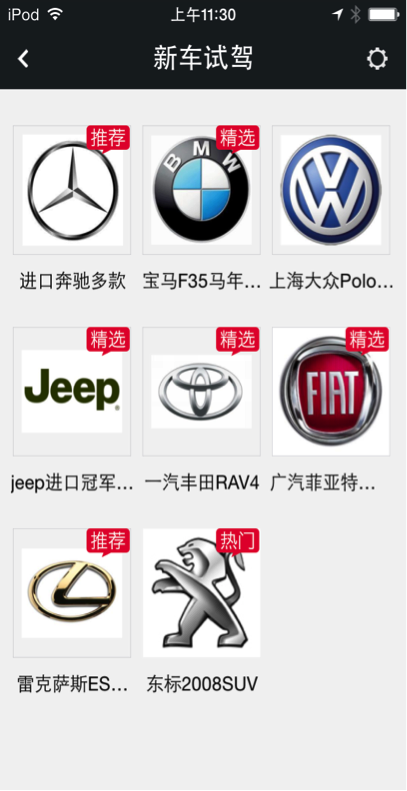 iPod 上午11:30
新车试驾
推荐 精选
BMW
进口奔驰多款 宝马F35马年... 上海大众Polo...
精选 精选 精选
Jeep FIAT
jeep进口冠军... 一汽丰田RAV4 广汽菲亚特...
推荐 热门
雷克萨斯ES... 东标2008SUV